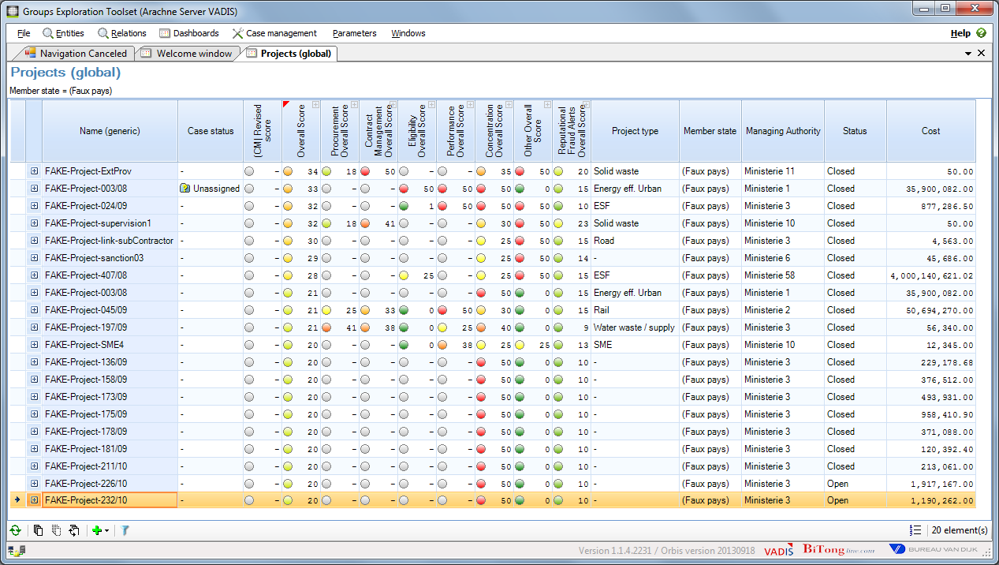 Groups Exploration Toolset (Arachne Server VADIS)
File Entities Relations Dashboards Case management Parameters Windows Help
Navigation Canceled Welcome window Projects (global)
Projects (global)
Member state = (Faux pays)
Name (generic) Case status [CM] Revised score Overall Score Procurement Overall Score Contract Management Overall Score Eligibility Overall Score Performance Overall Score Concentration Overall Score Other Overall Score Reputational Fraud Alerts Overall Score Project type Member state Managing Authority Status Cost
FAKE-Project-ExtProv - - 34 18 50 - - 35 50 20 Solid waste (Faux pays) Ministerie 11 Closed 50.00
FAKE-Project-003/08 Unassigned - 33 - - 50 50 50 0 15 Energy eff. Urban (Faux pays) Ministerie 1 Closed 35,900,082.00
FAKE-Project-024/09 - - 32 - - 1 50 50 50 10 ESF (Faux pays) Ministerie 3 Closed 877,286.50
FAKE-Project-supervision1 - - 32 18 41 - - 30 50 23 Solid waste (Faux pays) Ministerie 10 Closed 50.00
FAKE-Project-link-subContractor - - 30 - - - - 25 50 15 Road (Faux pays) Ministerie 3 Closed 4,563.00
FAKE-Project-sanction03 - - 29 - - - - 25 50 14 - (Faux pays) Ministerie 6 Closed 45,686.00
FAKE-Project-407/08 - - 28 - - 25 - 25 50 15 ESF (Faux pays) Ministerie 58 Closed 4,000,140,621.02
FAKE-Project-003/08 - - 21 - - - - 50 0 15 Energy eff. Urban (Faux pays) Ministerie 1 Closed 35,900,082.00
FAKE-Project-045/09 - - 21 25 33 0 50 30 0 15 Rail (Faux pays) Ministerie 2 Closed 50,694,270.00
FAKE-Project-197/09 - - 21 41 38 0 25 40 0 9 Water waste / supply (Faux pays) Ministerie 3 Closed 56,340.00
FAKE-Project-SME4 - - 20 - - 0 38 25 25 13 SME (Faux pays) Ministerie 10 Closed 12,345.00
FAKE-Project-136/09 - - 20 - - - - 50 0 10 - (Faux pays) Ministerie 3 Closed 229,178.68
FAKE-Project-158/09 - - 20 - - - - 50 0 10 - (Faux pays) Ministerie 3 Closed 376,512.00
FAKE-Project-173/09 - - 20 - - - - 50 0 10 - (Faux pays) Ministerie 3 Closed 493,931.00
FAKE-Project-175/09 - - 20 - - - - 50 0 10 - (Faux pays) Ministerie 3 Closed 958,410.90
FAKE-Project-178/09 - - 20 - - - - 50 0 10 - (Faux pays) Ministerie 3 Closed 371,088.00
FAKE-Project-181/09 - - 20 - - - - 50 0 10 - (Faux pays) Ministerie 3 Closed 120,392.40
FAKE-Project-211/10 - - 20 - - - - 50 0 10 - (Faux pays) Ministerie 3 Closed 213,061.00
FAKE-Project-226/10 - - 20 - - - - 50 0 10 - (Faux pays) Ministerie 3 Open 1,917,167.00
FAKE-Project-232/10 - - 20 - - - - 50 0 10 - (Faux pays) Ministerie 3 Open 1,190,262.00
20 element(s)
Version 1.1.4.2231 / Orbis version 20130918 VADIS BiTong line.com BUREAU VAN DIJK